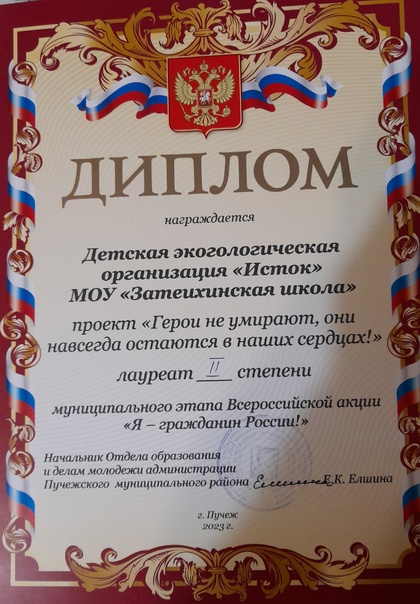 ДИПЛОМ
награждается
Детская экогологическая
организация «Исток»
МОУ «Затеихинская школа»
проект «Герои не умирают, они
навсегда остаются в наших сердцах!»
лауреат II степени
муниципального этапа Всероссийской акции
«Я – гражданин России!»
Начальник Отдела образования
и делам молодежи администрации
Пучежского муниципального района Е.К. Елшина
г. Пучеж
2023 г.